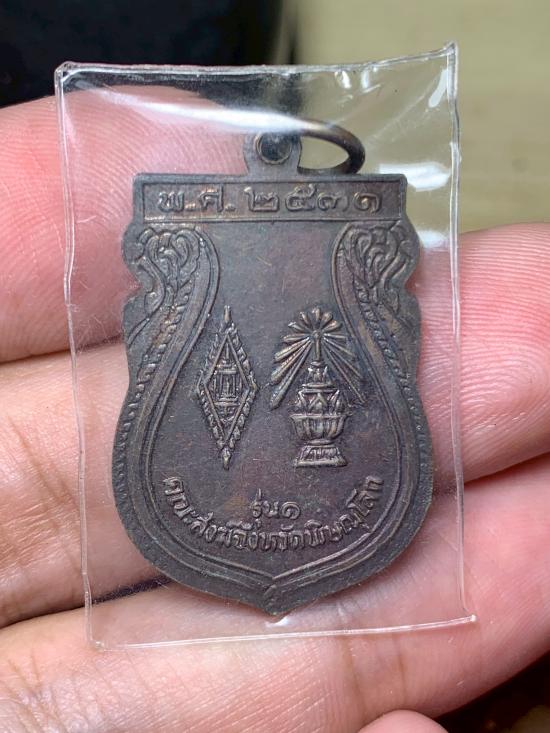 พ.ศ. ๒๕๓๑
รุ่น๑
คณะสงฆ์จังหวัดพิษณุโลก